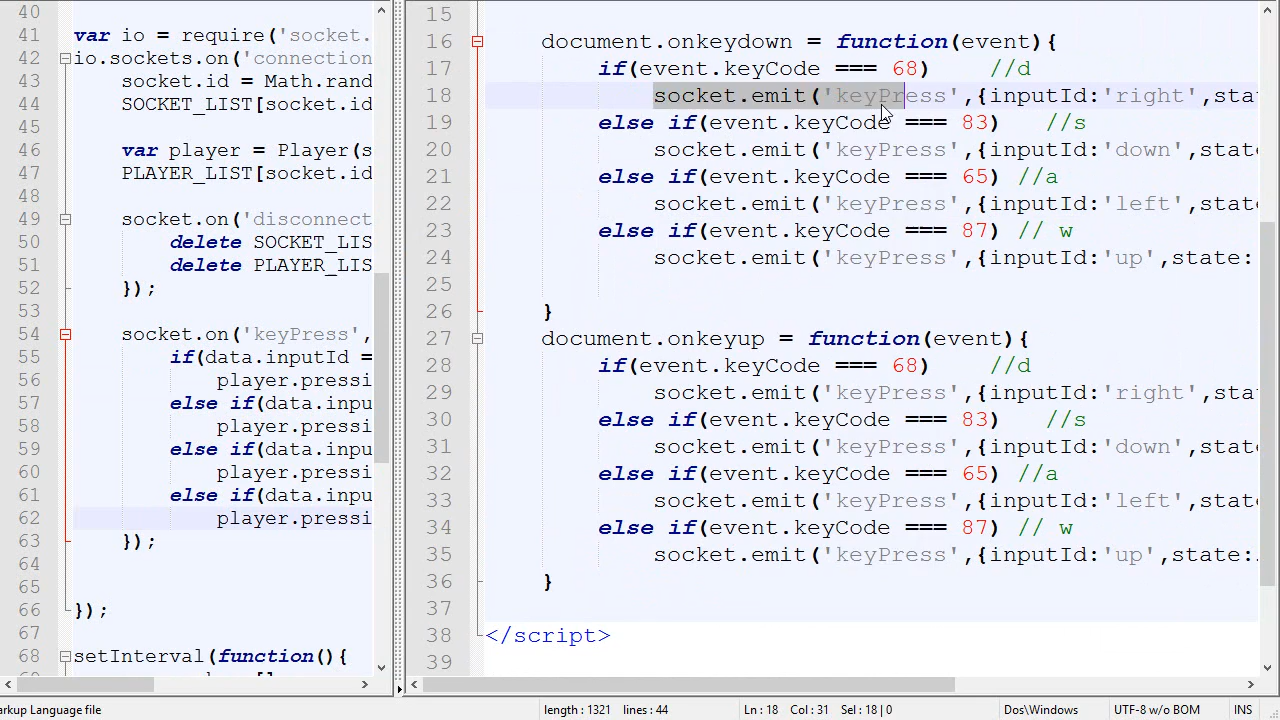 40
41 var io = require('socket.
42 io.sockets.on('connection
43 socket.id = Math.rand
44 SOCKET_LIST[socket.id
45
46 var player = Player(s
47 PLAYER_LIST[socket.id
48
49 socket.on('disconnect
50 delete SOCKET_LIS
51 delete PLAYER_LIS
52 });
53
54 socket.on('keyPress',
55 if(data.inputId =
56 player.pressi
57 else if(data.inpu
58 player.pressi
59 else if(data.inpu
60 player.pressi
61 else if(data.inpu
62 player.pressi
63 });
64
65
66 });
67
68 setInterval(function(){
15
16 document.onkeydown = function(event){
17 if(event.keyCode === 68) //d
18 socket.emit('keyPress',{inputId:'right',stat
19 else if(event.keyCode === 83) //s
20 socket.emit('keyPress',{inputId:'down',state
21 else if(event.keyCode === 65) //a
22 socket.emit('keyPress',{inputId:'left',state
23 else if(event.keyCode === 87) // w
24 socket.emit('keyPress',{inputId:'up',state:
25
26 }
27 document.onkeyup = function(event){
28 if(event.keyCode === 68) //d
29 socket.emit('keyPress',{inputId:'right',stat
30 else if(event.keyCode === 83) //s
31 socket.emit('keyPress',{inputId:'down',state
32 else if(event.keyCode === 65) //a
33 socket.emit('keyPress',{inputId:'left',state
34 else if(event.keyCode === 87) // w
35 socket.emit('keyPress',{inputId:'up',state:
36 }
37
38 </script>
39
arkup Language file length : 1321 lines : 44 Ln : 18 Col : 31 Sel : 18 | 0 Dos\Windows UTF-8 w/o BOM INS